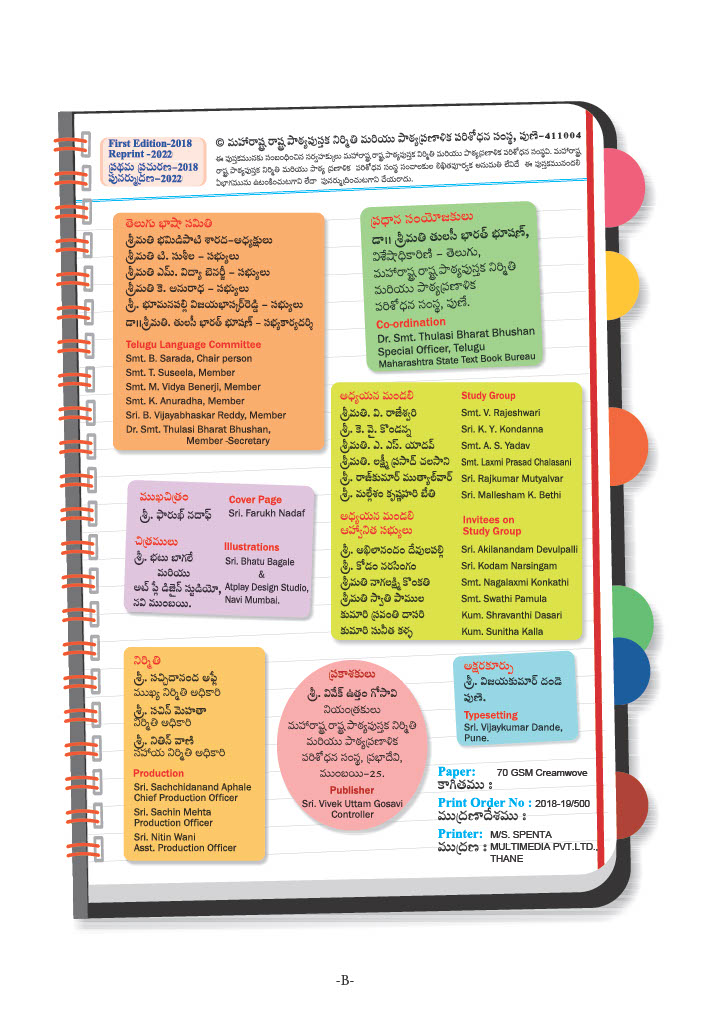 First Edition-2018
Reprint -2022
ప్రథమ ప్రచురణ-2018
పునర్ముద్రణ-2022
© మహారాష్ట్ర రాష్ట్ర పాఠ్యపుస్తక నిర్మితి మరియు పాఠ్యప్రణాళిక పరిశోధన సంస్థ, పుణె-411004
ఈ పుస్తకమునకు సంబంధించిన సర్వహక్కులు మహారాష్ట్ర రాష్ట్ర పాఠ్యపుస్తక నిర్మితి మరియు పాఠ్యప్రణాళిక పరిశోధన సంస్థవి. మహారాష్ట్ర
రాష్ట్ర పాఠ్యపుస్తక నిర్మితి మరియు పాఠ్య ప్రణాళిక పరిశోధన సంస్థ సంచాలకుల లిఖితపూర్వక అనుమతి లేనిదే ఈ పుస్తకమునందలి
ఏభాగమును ఉటంకించుటగాని లేదా పునర్ముద్రించుటగాని చేయరాదు.
తెలుగు భాషా సమితి
శ్రీమతి భమిడిపాటి శారద-అధ్యక్షులు
శ్రీమతి టి. సుశీల - సభ్యులు
శ్రీమతి ఎమ్. విద్యా బెనర్జీ - సభ్యులు
శ్రీమతి కె. అనురాధ - సభ్యులు
శ్రీ. భూమనపల్లి విజయభాస్కర్‌రెడ్డి - సభ్యులు
డా॥శ్రీమతి. తులసీ భారత్ భూషణ్ - సభ్యకార్యదర్శి
Telugu Language Committee
Smt. B. Sarada, Chair person
Smt. T. Suseela, Member
Smt. M. Vidya Benerji, Member
Smt. K. Anuradha, Member
Sri. B. Vijayabhaskar Reddy, Member
Dr. Smt. Thulasi Bharat Bhushan,
Member -Secretary
ప్రధాన సంయోజకులు
డా॥ శ్రీమతి తులసీ భారత్ భూషణ్,
విశేషాధికారిణి - తెలుగు,
మహారాష్ట్ర రాష్ట్ర పాఠ్యపుస్తక నిర్మితి
మరియు పాఠ్యప్రణాళిక
పరిశోధన సంస్థ, పుణే.
Co-ordination
Dr. Smt. Thulasi Bharat Bhushan
Special Officer, Telugu
Maharashtra State Text Book Bureau
అధ్యయన మండలి Study Group
శ్రీమతి. వి. రాజేశ్వరి Smt. V. Rajeshwari
శ్రీ. కె. వై. కొండన్న Sri. K. Y. Kondanna
శ్రీమతి. ఎ. ఎస్. యాదవ్ Smt. A. S. Yadav
శ్రీమతి. లక్ష్మీ ప్రసాద్ చలసాని Smt. Laxmi Prasad Chalasani
శ్రీ. రాజ్‌కుమార్ ముత్యాల్‌వార్ Sri. Rajkumar Mutyalvar
శ్రీ. మల్లేశం కృష్ణహరి బేతి Sri. Mallesham K. Bethi
అధ్యయన మండలి Invitees on
ఆహ్వానిత సభ్యులు Study Group
శ్రీ. అఖిలానందం దేవులపల్లి Sri. Akilanandam Devulpalli
శ్రీ. కోడం నరసింగం Sri. Kodam Narsingam
శ్రీమతి నాగలక్ష్మి కొంకతి Smt. Nagalaxmi Konkathi
శ్రీమతి స్వాతి పాముల Smt. Swathi Pamula
కుమారి స్రవంతి దాసరి Kum. Shravanthi Dasari
కుమారి సునీత కళ్ళ Kum. Sunitha Kalla
ముఖచిత్రం Cover Page
శ్రీ. ఫారుఖ్ నదాఫ్ Sri. Farukh Nadaf
చిత్రములు Illustrations
శ్రీ. భటు బాగలే Sri. Bhatu Bagale
మరియు &
అట్ ప్లే డిజైన్ స్టుడియో, Atplay Design Studio,
నవి ముంబయి. Navi Mumbai.
నిర్మితి
శ్రీ. సచ్చిదానంద అఫ్లే
ముఖ్య నిర్మితి అధికారి
శ్రీ. సచిన్ మెహతా
నిర్మితి అధికారి
శ్రీ. నితిన్ వాణి
సహాయ నిర్మితి అధికారి
Production
Sri. Sachchidanand Aphale
Chief Production Officer
Sri. Sachin Mehta
Production Officer
Sri. Nitin Wani
Asst. Production Officer
ప్రకాశకులు
శ్రీ. వివేక్ ఉత్తం గోసావి
నియంత్రకులు
మహారాష్ట్ర రాష్ట్ర పాఠ్యపుస్తక నిర్మితి
మరియు పాఠ్యప్రణాళిక
పరిశోధన సంస్థ, ప్రభాదేవి,
ముంబయి-25.
Publisher
Sri. Vivek Uttam Gosavi
Controller
అక్షరకూర్పు
శ్రీ. విజయకుమార్ దండె
పుణె.
Typesetting
Sri. Vijaykumar Dande,
Pune.
Paper: 70 GSM Creamwove
కాగితము :
Print Order No : 2018-19/500
ముద్రణాదేశము :
Printer: M/S. SPENTA
ముద్రణ : MULTIMEDIA PVT.LTD.,
THANE
-B-